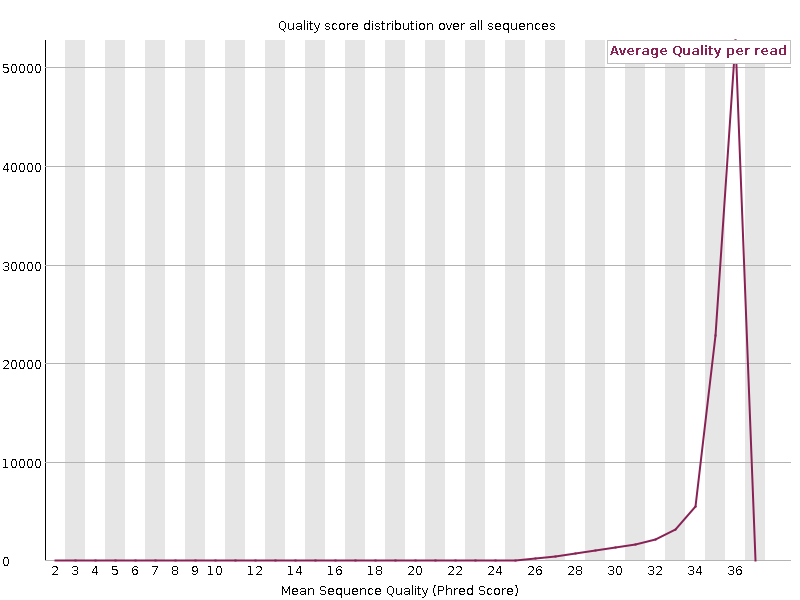 Quality score distribution over all sequences
Average Quality per read
50000
40000
30000
20000
10000
0
2 3 4 5 6 7 8 9 10 12 14 16 18 20 22 24 26 28 30 32 34 36
Mean Sequence Quality (Phred Score)